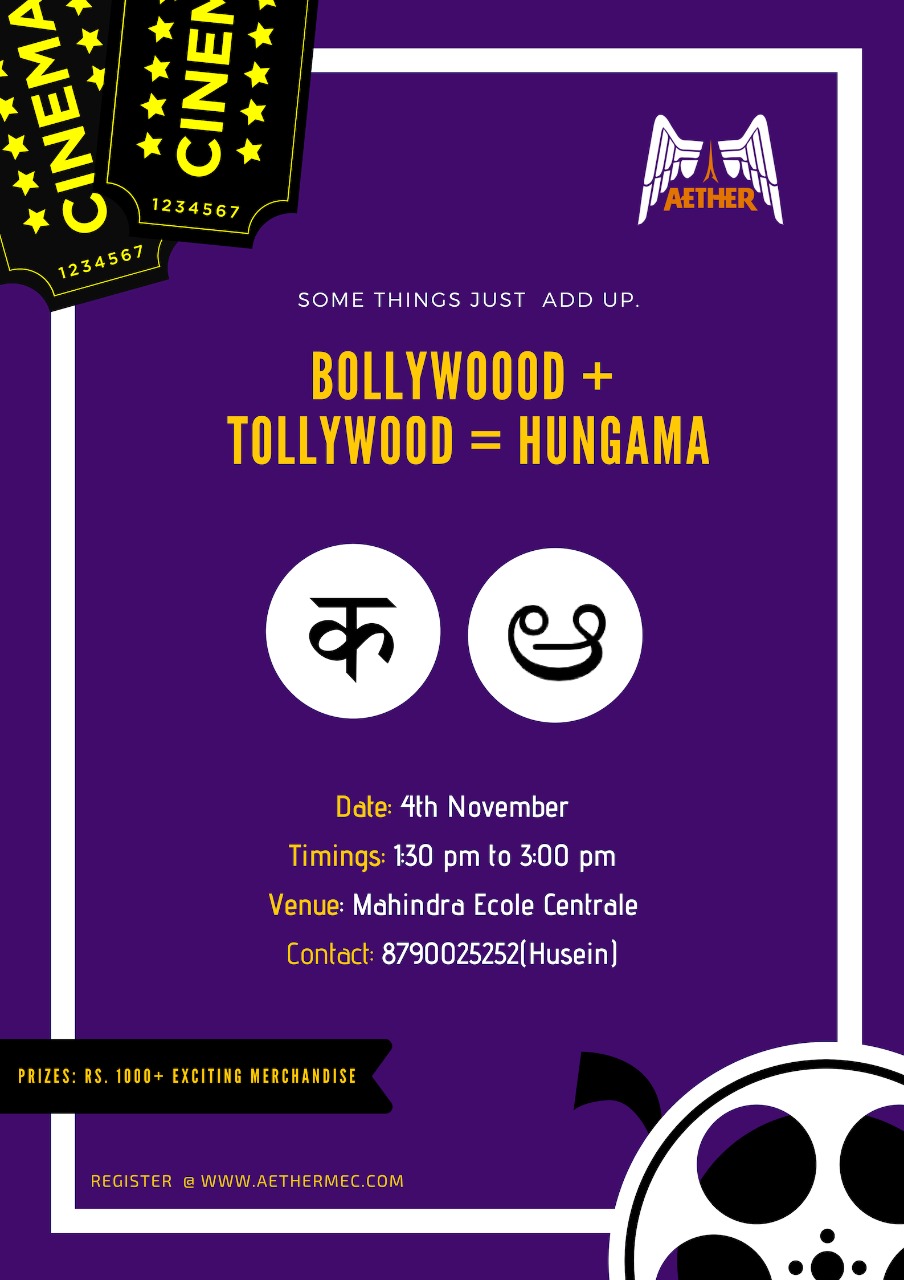 CINEMA
CINEM
1234567
1234567
AETHER
SOME THINGS JUST ADD UP.
BOLLYWOOOD +
TOLLYWOOD = HUNGAMA
क
ఆ
Date: 4th November
Timings: 1:30 pm to 3:00 pm
Venue: Mahindra Ecole Centrale
Contact: 8790025252(Husein)
PRIZES: RS. 1000+ EXCITING MERCHANDISE
REGISTER @ WWW.AETHERMEC.COM